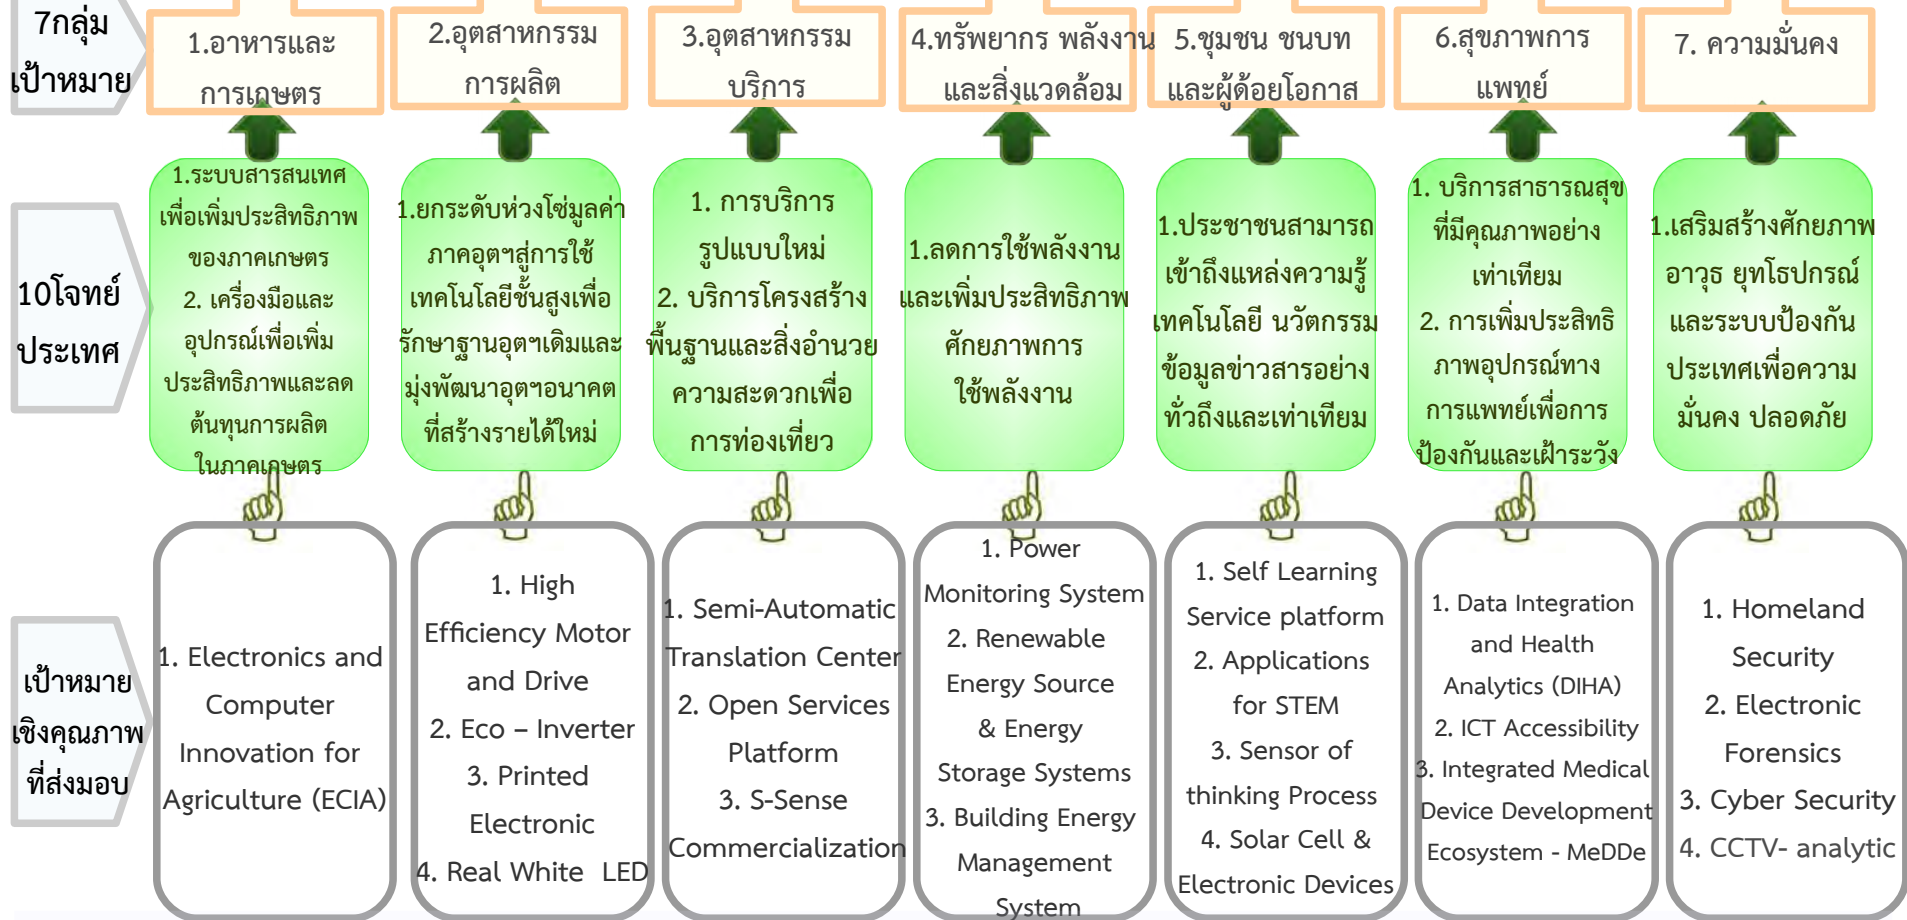 7กลุ่ม
เป้าหมาย
1.อาหารและ
การเกษตร
2.อุตสาหกรรม
การผลิต
3.อุตสาหกรรม
บริการ
4.ทรัพยากร พลังงาน
และสิ่งแวดล้อม
5.ชุมชน ชนบท
และผู้ด้อยโอกาส
6.สุขภาพการ
แพทย์
7. ความมั่นคง
10โจทย์
ประเทศ
1.ระบบสารสนเทศ
เพื่อเพิ่มประสิทธิภาพ
ของภาคเกษตร
2. เครื่องมือและ
อุปกรณ์เพื่อเพิ่ม
ประสิทธิภาพและลด
ต้นทุนการผลิต
ในภาคเกษตร
1.ยกระดับห่วงโซ่มูลค่า
ภาคอุตฯสู่การใช้
เทคโนโลยีชั้นสูงเพื่อ
รักษาฐานอุตฯเดิมและ
มุ่งพัฒนาอุตฯอนาคต
ที่สร้างรายได้ใหม่
1. การบริการ
รูปแบบใหม่
2. บริการโครงสร้าง
พื้นฐานและสิ่งอำนวย
ความสะดวกเพื่อ
การท่องเที่ยว
1.ลดการใช้พลังงาน
และเพิ่มประสิทธิภาพ
ศักยภาพการ
ใช้พลังงาน
1.ประชาชนสามารถ
เข้าถึงแหล่งความรู้
เทคโนโลยี นวัตกรรม
ข้อมูลข่าวสารอย่าง
ทั่วถึงและเท่าเทียม
1. บริการสาธารณสุข
ที่มีคุณภาพอย่าง
เท่าเทียม
2. การเพิ่มประสิทธิ
ภาพอุปกรณ์ทาง
การแพทย์เพื่อการ
ป้องกันและเฝ้าระวัง
1.เสริมสร้างศักยภาพ
อาวุธ ยุทโธปกรณ์
และระบบป้องกัน
ประเทศเพื่อความ
มั่นคง ปลอดภัย
เป้าหมาย
เชิงคุณภาพ
ที่ส่งมอบ
1. Electronics and
Computer
Innovation for
Agriculture (ECIA)
1. High
Efficiency Motor
and Drive
2. Eco – Inverter
3. Printed
Electronic
4. Real White LED
1. Semi-Automatic
Translation Center
2. Open Services
Platform
3. S-Sense
Commercialization
1. Power
Monitoring System
2. Renewable
Energy Source
& Energy
Storage Systems
3. Building Energy
Management
System
1. Self Learning
Service platform
2. Applications
for STEM
3. Sensor of
thinking Process
4. Solar Cell &
Electronic Devices
1. Data Integration
and Health
Analytics (DIHA)
2. ICT Accessibility
3. Integrated Medical
Device Development
Ecosystem - MeDDe
1. Homeland
Security
2. Electronic
Forensics
3. Cyber Security
4. CCTV- analytic